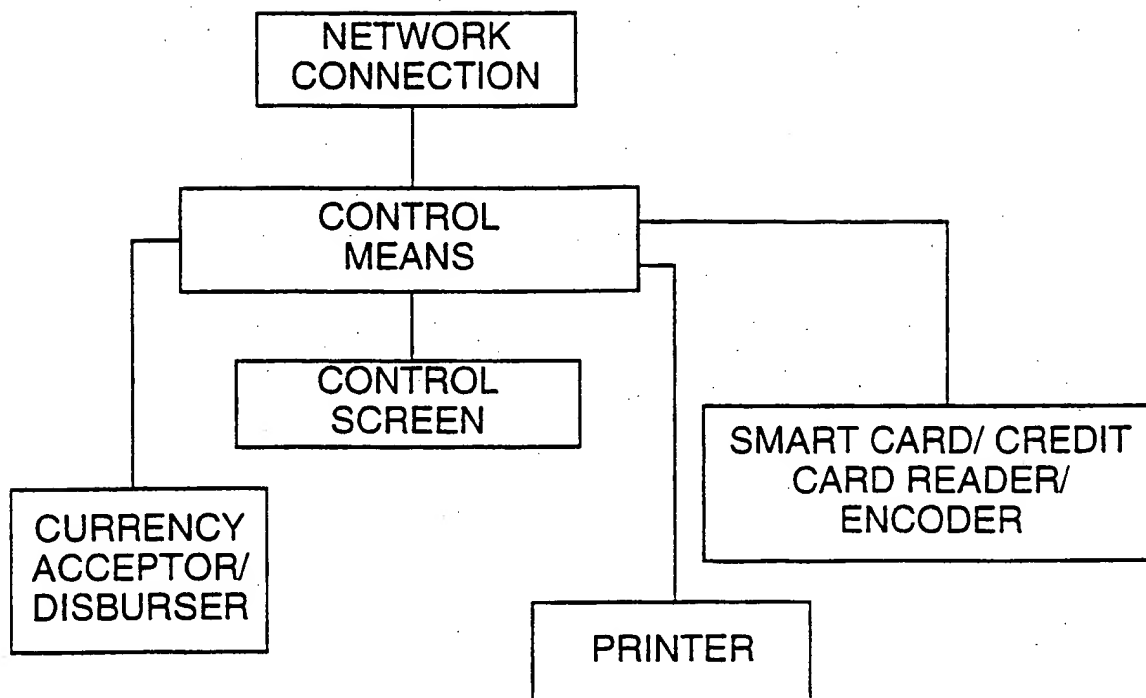 NETWORK
CONNECTION
CONTROL
MEANS
CONTROL
SCREEN
SMART CARD/ CREDIT
CARD READER/
ENCODER
CURRENCY
ACCEPTOR/
DISBURSER
PRINTER